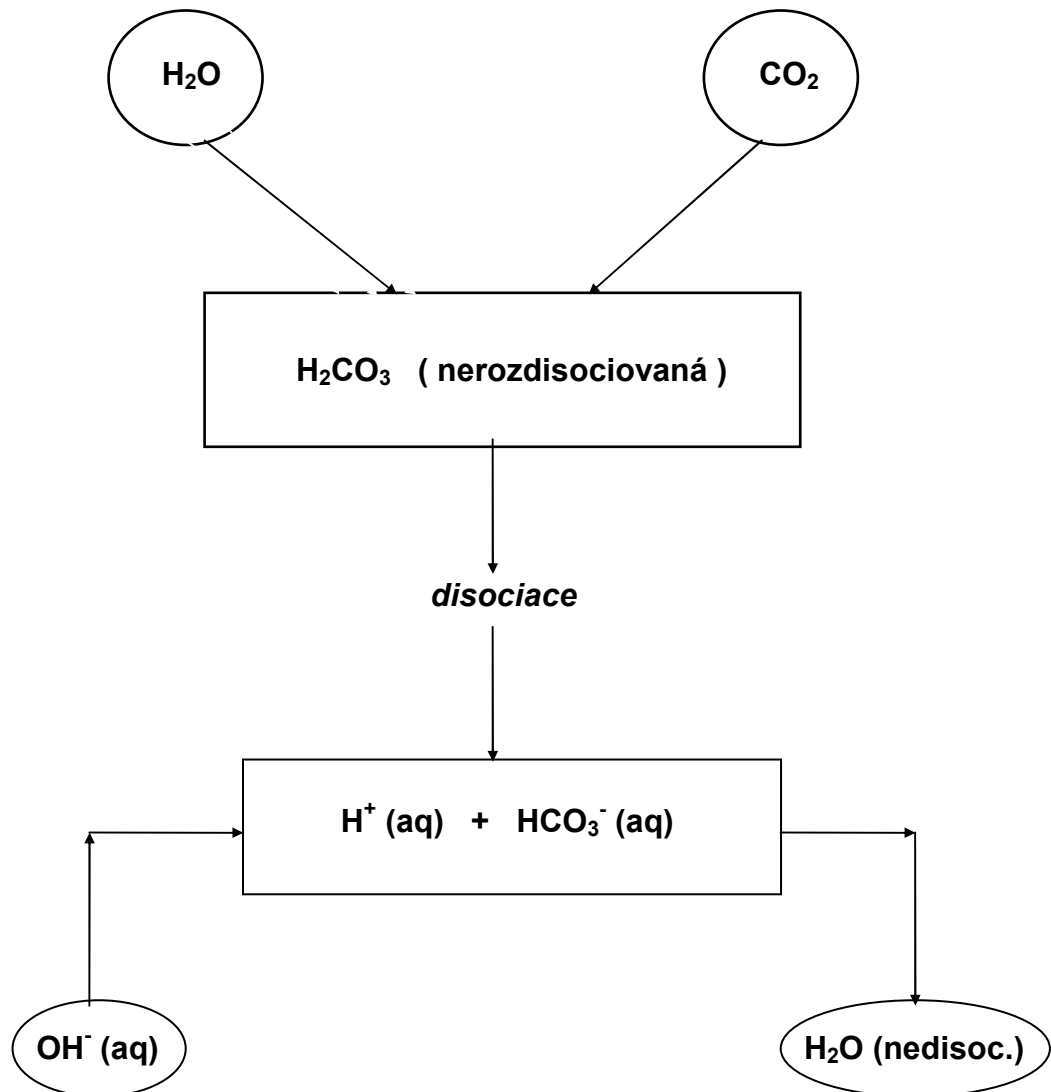 H₂O
CO₂
H₂CO₃ ( nerozdisociovaná )
disociace
H⁺ (aq) + HCO₃⁻ (aq)
OH⁻ (aq)
H₂O (nedisoc.)